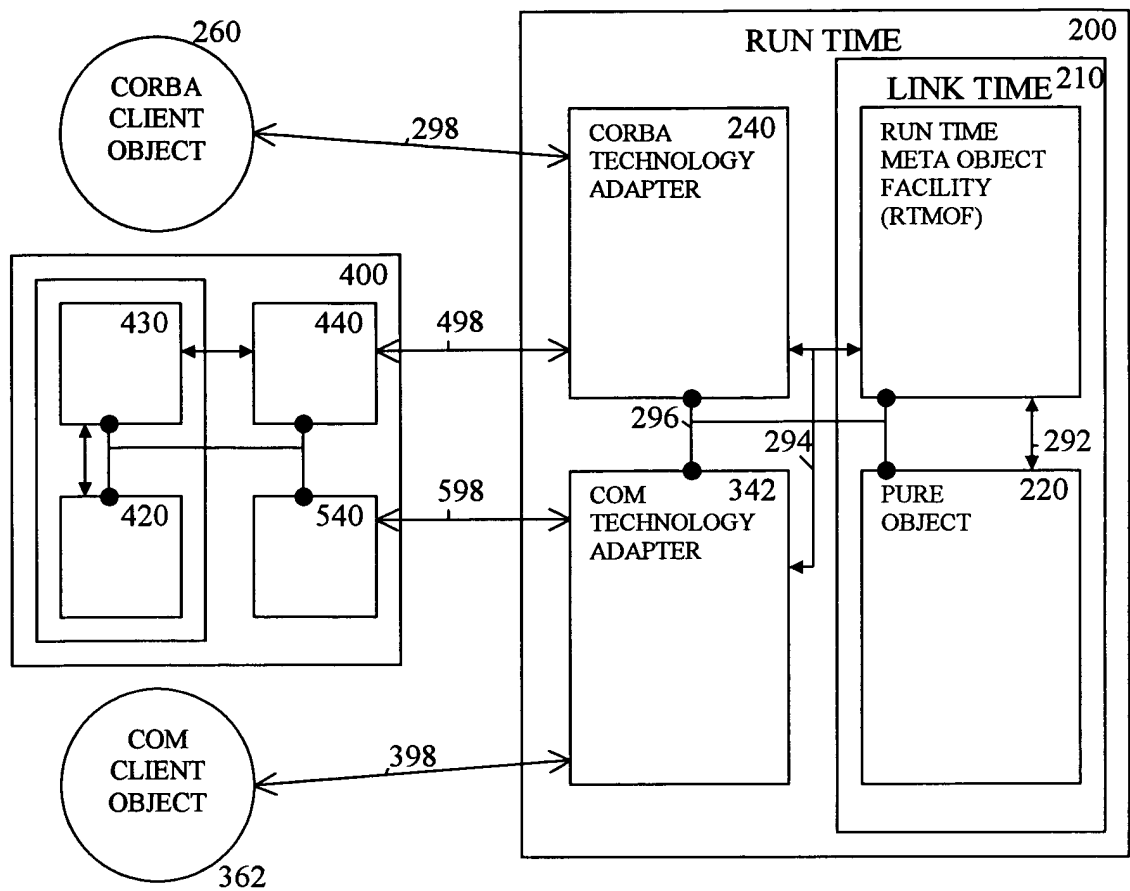 260
CORBA
CLIENT
OBJECT
298
RUN TIME
200
LINK TIME
210
CORBA
TECHNOLOGY
ADAPTER
240
RUN TIME
META OBJECT
FACILITY
(RTMOF)
400
430
440
498
296
294
292
420
540
598
COM
TECHNOLOGY
ADAPTER
342
PURE
OBJECT
220
COM
CLIENT
OBJECT
398
362